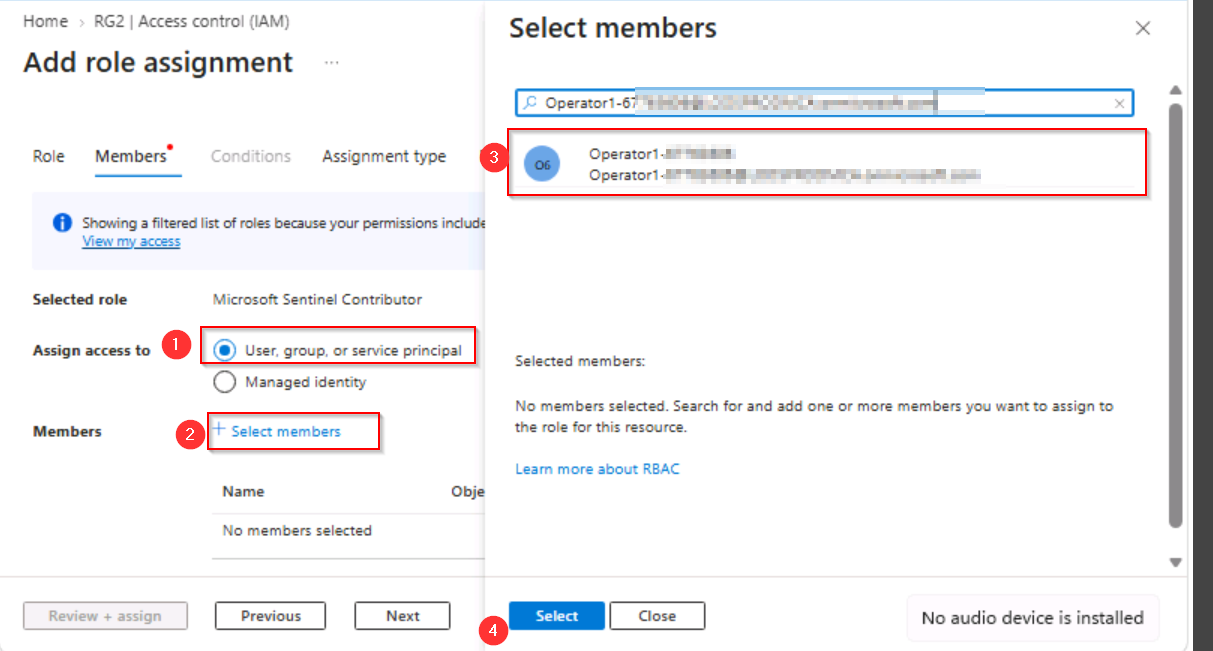 Home > RG2 | Access control (IAM)
Add role assignment ...
Role Members Conditions Assignment type
Showing a filtered list of roles because your permissions include
View my access
Selected role Microsoft Sentinel Contributor
Assign access to 1 User, group, or service principal
Managed identity
Members 2 + Select members
Name Obje
No members selected
Review + assign Previous Next
Select members
Operator1-67
3 O6 Operator1-
Operator1-
Selected members:
No members selected. Search for and add one or more members you want to assign to
the role for this resource.
Learn more about RBAC
4 Select Close
No audio device is installed